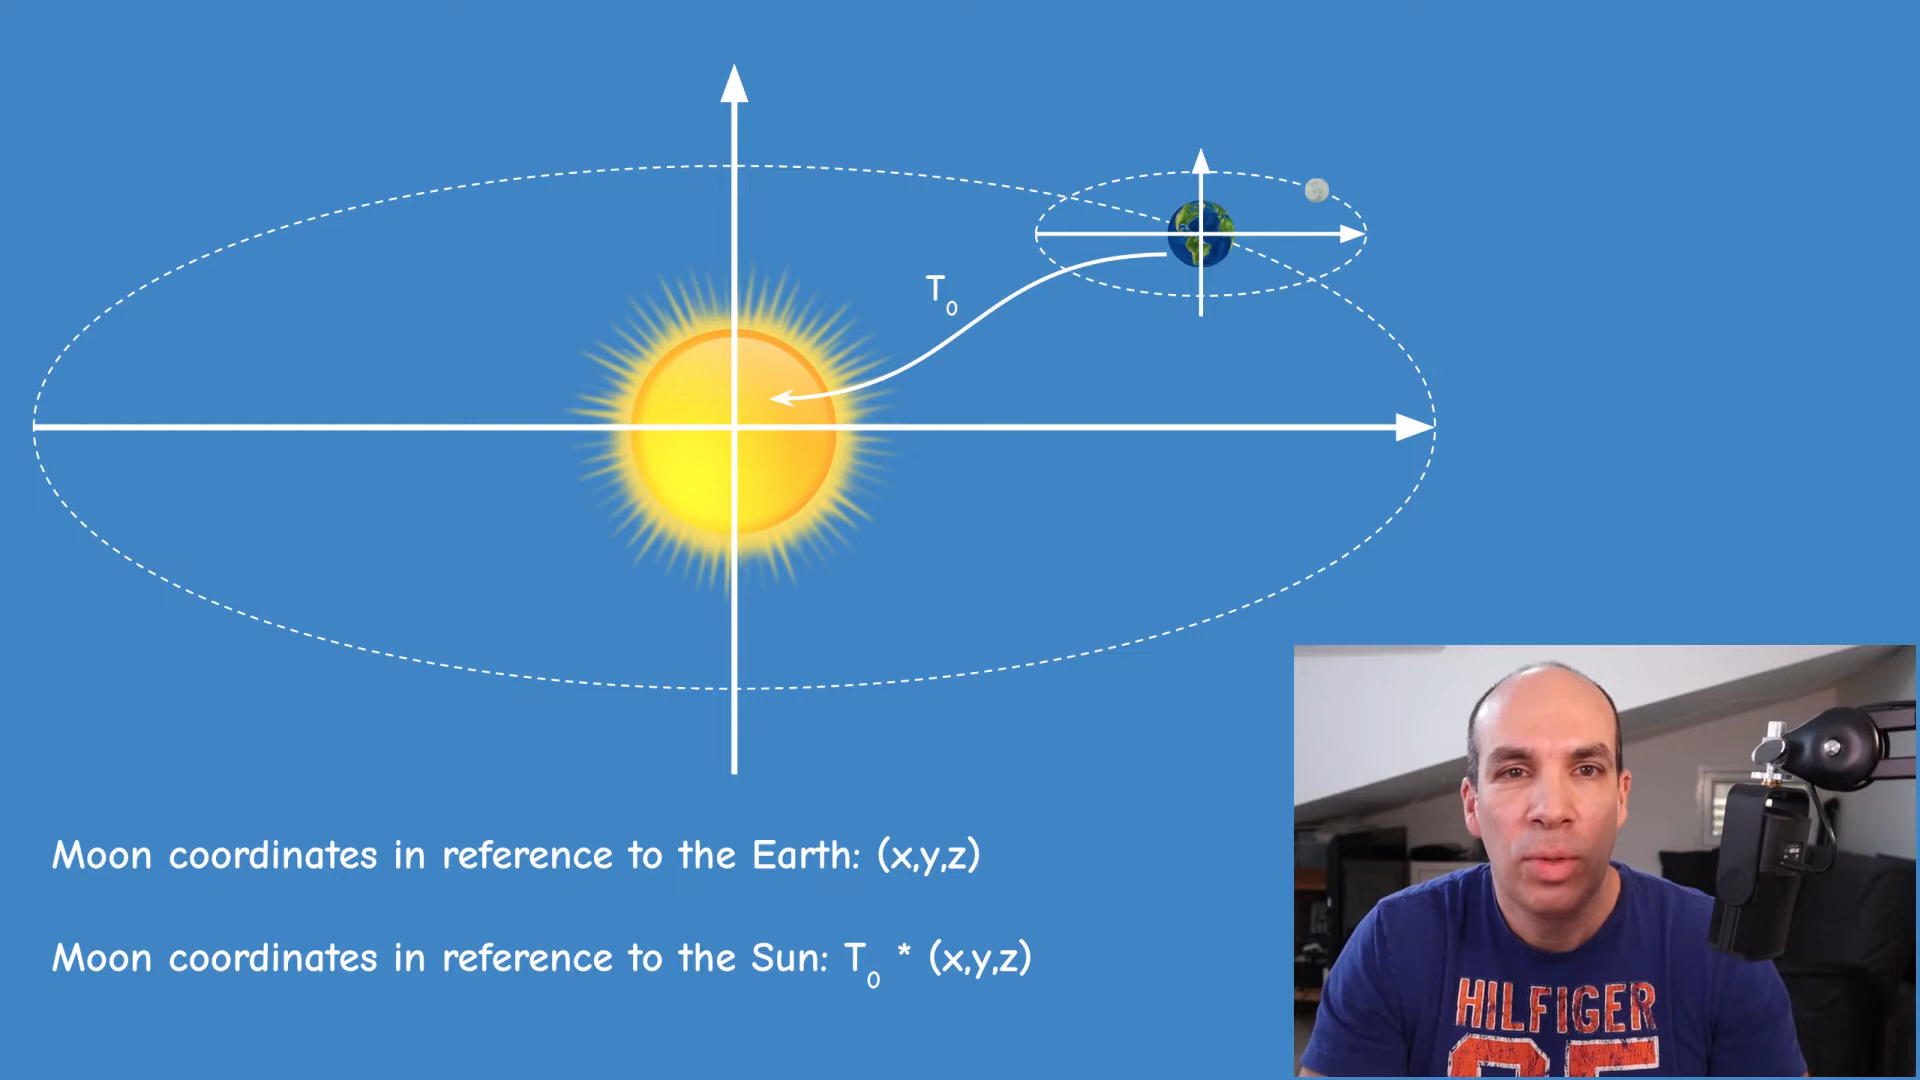 T₀
Moon coordinates in reference to the Earth: (x,y,z)
Moon coordinates in reference to the Sun: T₀ * (x,y,z)
HILFIGER